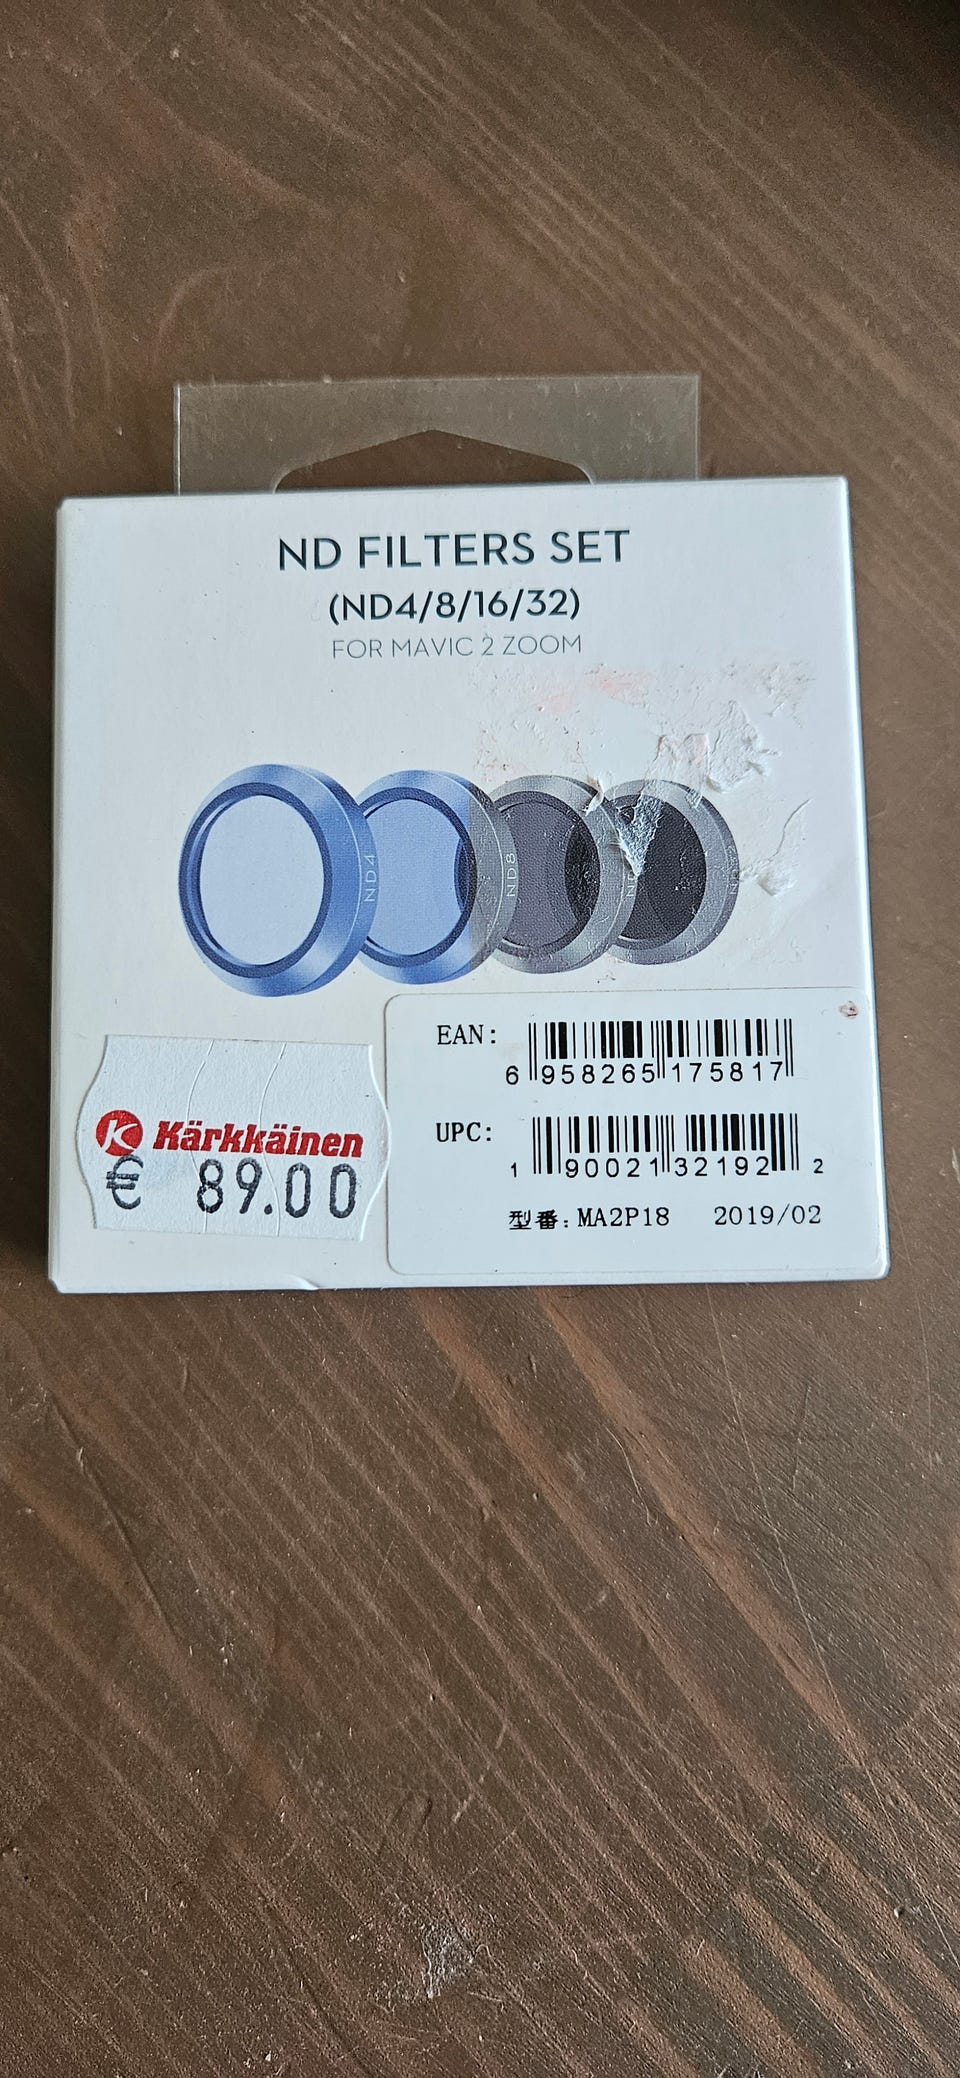 ND FILTERS SET
(ND4/8/16/32)
FOR MAVIC 2 ZOOM
ND4
ND8
EAN:
6 958265 175817
UPC:
1 90021 32192 2
型番: MA2P18 2019/02
K Kärkkäinen
€ 89.00